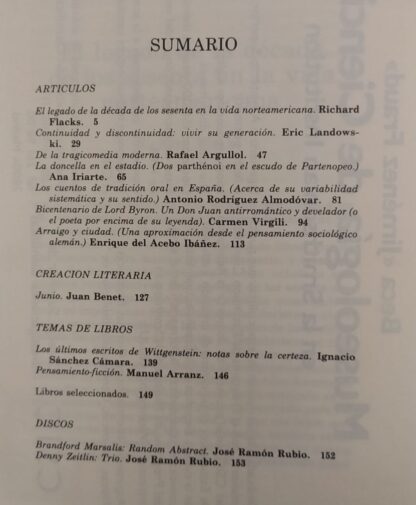 SUMARIO
ARTICULOS
El legado de la década de los sesenta en la vida norteamericana. Richard
Flacks. 5
Continuidad y discontinuidad: vivir su generación. Eric Landows-
ki. 29
De la tragicomedia moderna. Rafael Argullol. 47
La doncella en el estadio. (Dos parthénoi en el escudo de Partenopeo.)
Ana Iriarte. 65
Los cuentos de tradición oral en España. (Acerca de su variabilidad
sistemática y su sentido.) Antonio Rodríguez Almodóvar. 81
Bicentenario de Lord Byron. Un Don Juan antirromántico y develador (o
el poeta por encima de su leyenda). Carmen Virgili. 94
Arraigo y ciudad. (Una aproximación desde el pensamiento sociológico
alemán.) Enrique del Acebo Ibáñez. 113
CREACION LITERARIA
Junio. Juan Benet. 127
TEMAS DE LIBROS
Los últimos escritos de Wittgenstein: notas sobre la certeza. Ignacio
Sánchez Cámara. 139
Pensamiento-ficción. Manuel Arranz. 146
Libros seleccionados. 149
DISCOS
Brandford Marsalis: Random Abstract. José Ramón Rubio. 152
Denny Zeitlin: Trio. José Ramón Rubio. 153